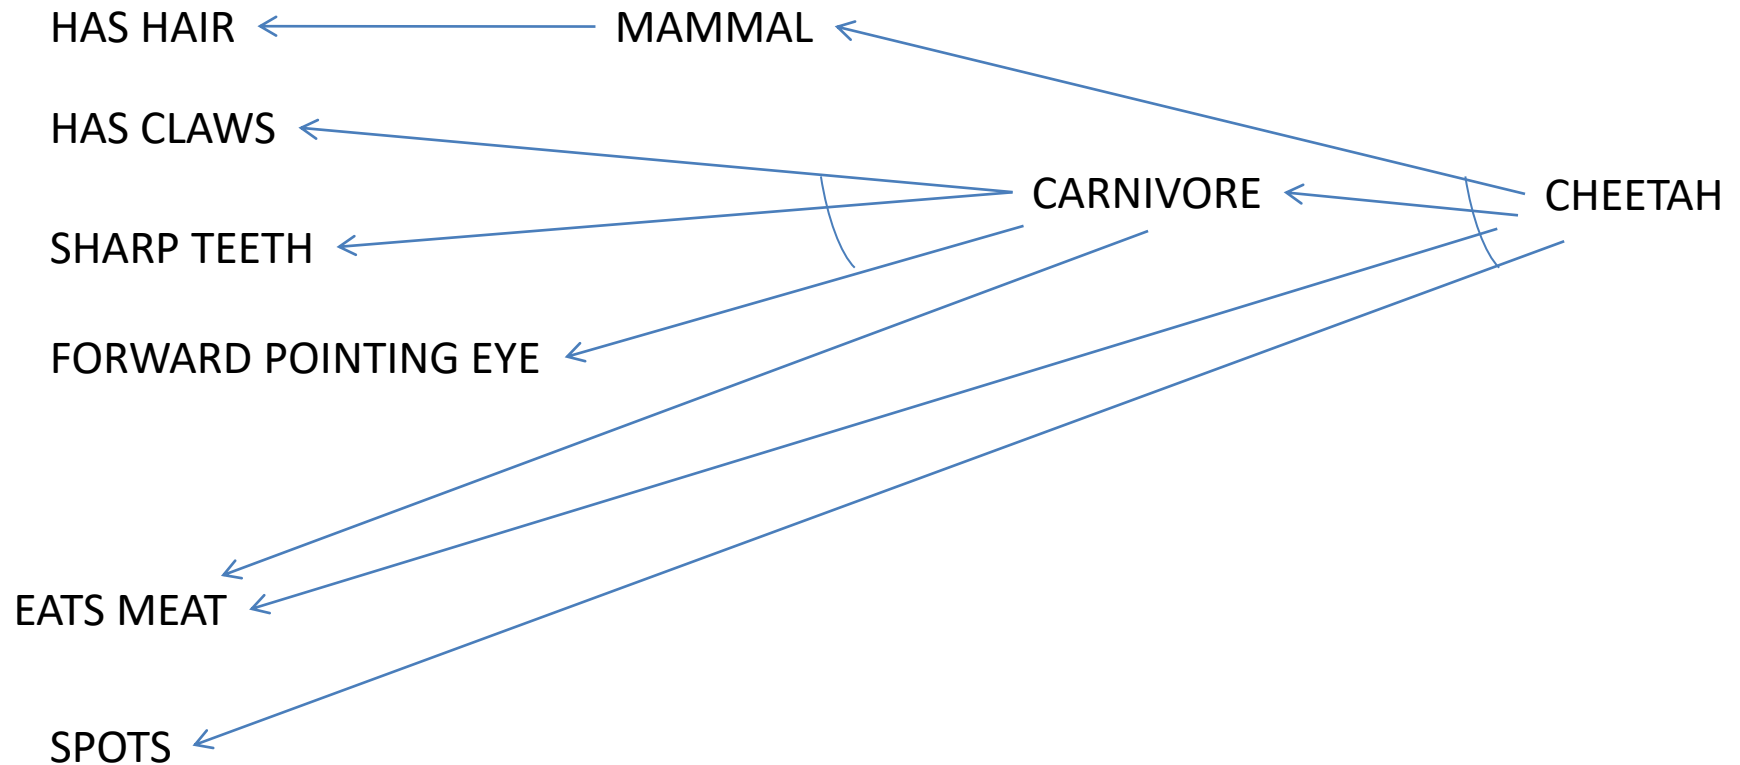 HAS HAIR
MAMMAL
HAS CLAWS
CARNIVORE
CHEETAH
SHARP TEETH
FORWARD POINTING EYE
EATS MEAT
SPOTS